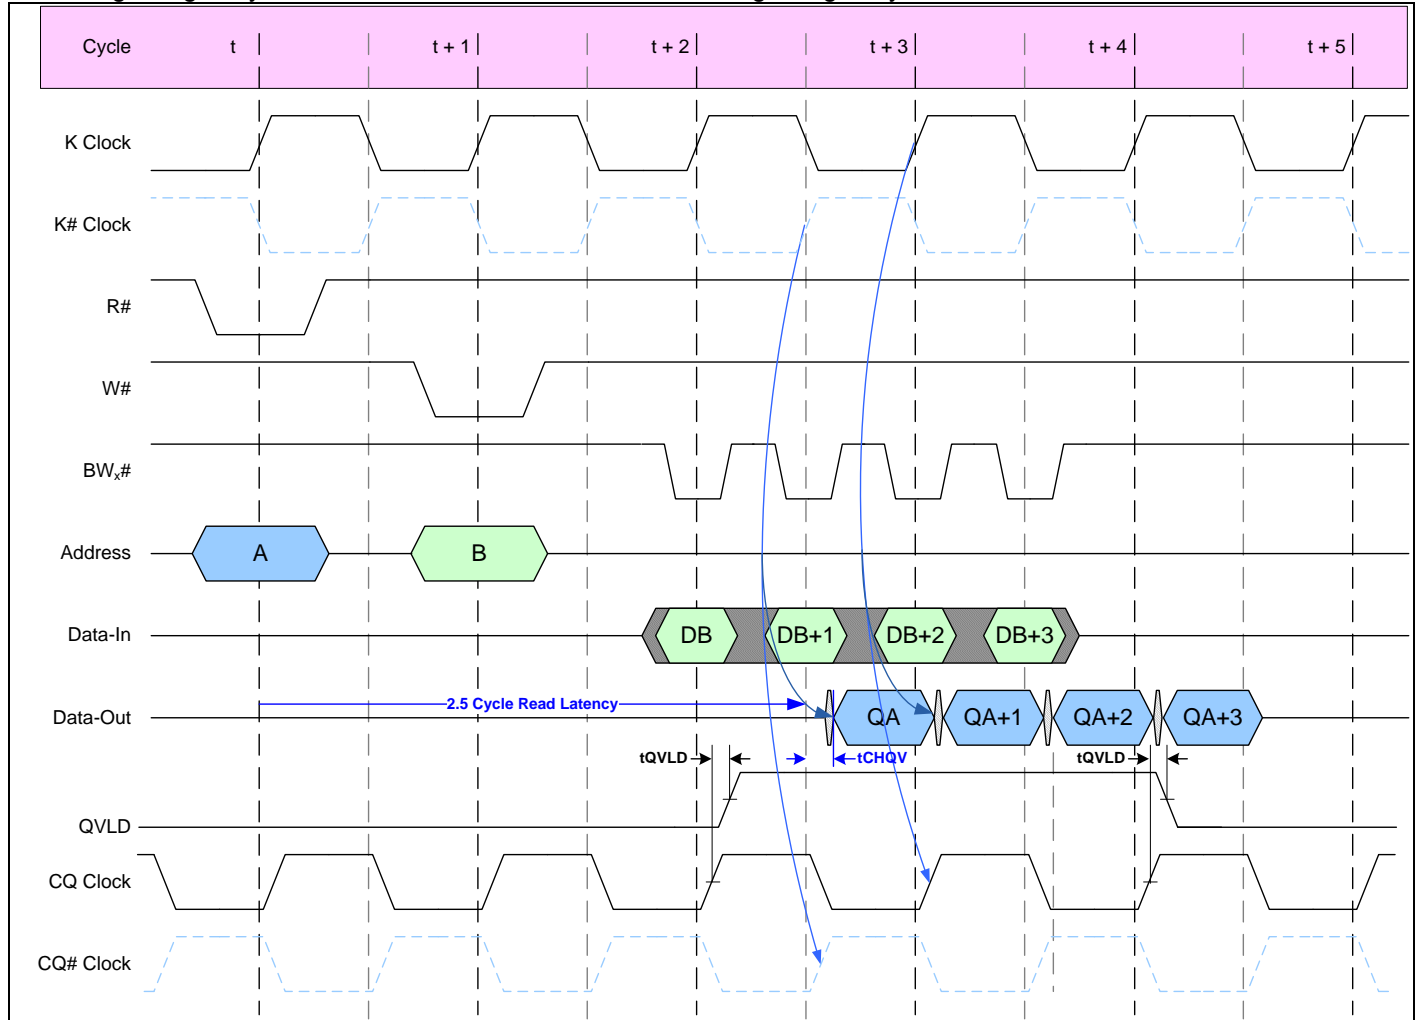 Cycle t t + 1 t + 2 t + 3 t + 4 t + 5
K Clock
K# Clock
R#
W#
BWx#
Address A B
Data-In DB DB+1 DB+2 DB+3
2.5 Cycle Read Latency
Data-Out QA QA+1 QA+2 QA+3
tQVLD tCHQV tQVLD
QVLD
CQ Clock
CQ# Clock